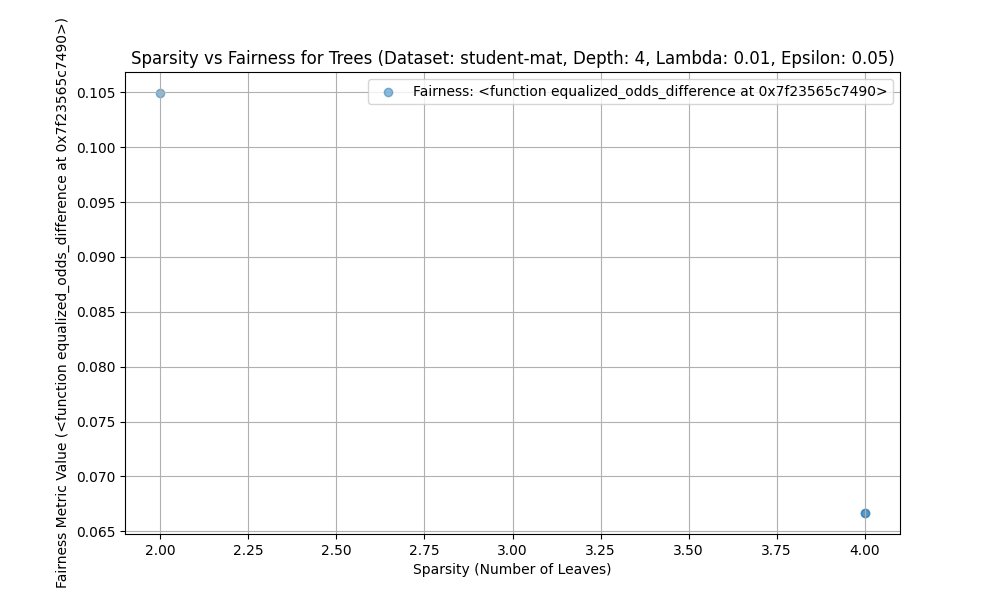 Sparsity vs Fairness for Trees (Dataset: student-mat, Depth: 4, Lambda: 0.01, Epsilon: 0.05)
Fairness: <function equalized_odds_difference at 0x7f23565c7490>
Fairness Metric Value (<function equalized_odds_difference at 0x7f23565c7490>)
0.105
0.100
0.095
0.090
0.085
0.080
0.075
0.070
0.065
2.00 2.25 2.50 2.75 3.00 3.25 3.50 3.75 4.00
Sparsity (Number of Leaves)